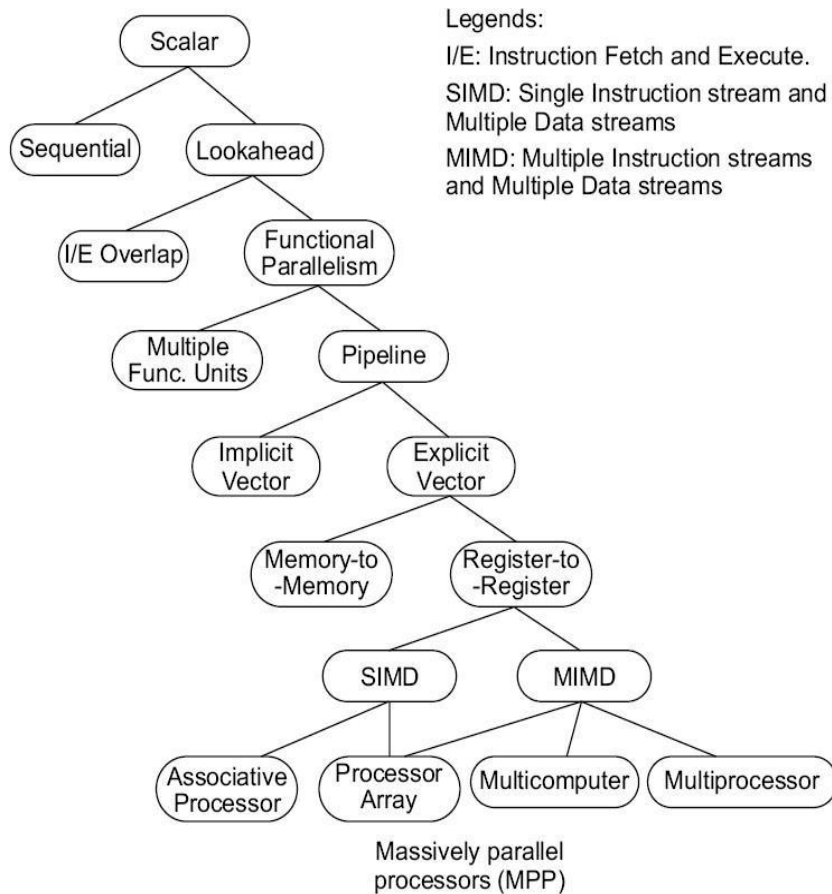 Scalar
Legends:
I/E: Instruction Fetch and Execute.
SIMD: Single Instruction stream and
Multiple Data streams
MIMD: Multiple Instruction streams
and Multiple Data streams
Sequential
Lookahead
I/E Overlap
Functional
Parallelism
Multiple
Func. Units
Pipeline
Implicit
Vector
Explicit
Vector
Memory-to
-Memory
Register-to
-Register
SIMD
MIMD
Associative
Processor
Processor
Array
Multicomputer
Multiprocessor
Massively parallel
processors (MPP)